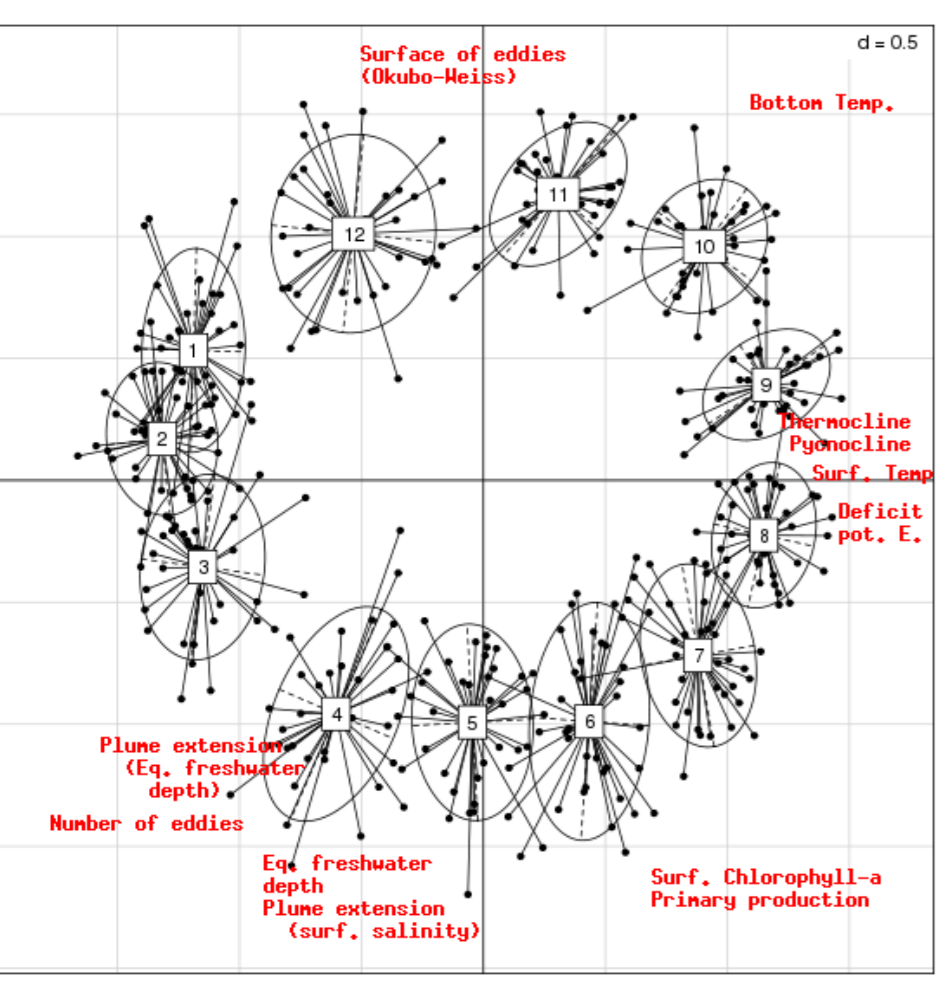 d = 0.5
Surface of eddies
(Okubo-Weiss)
Bottom Temp.
11
12
10
1
9
Thermocline
2
Pyonocline
Surf. Temp
Deficit
8
pot. E.
3
7
4
5
6
Plume extension
(Eq. freshwater
depth)
Number of eddies
Eq. freshwater
depth
Surf. Chlorophyll-a
Primary production
Plume extension
(surf. salinity)